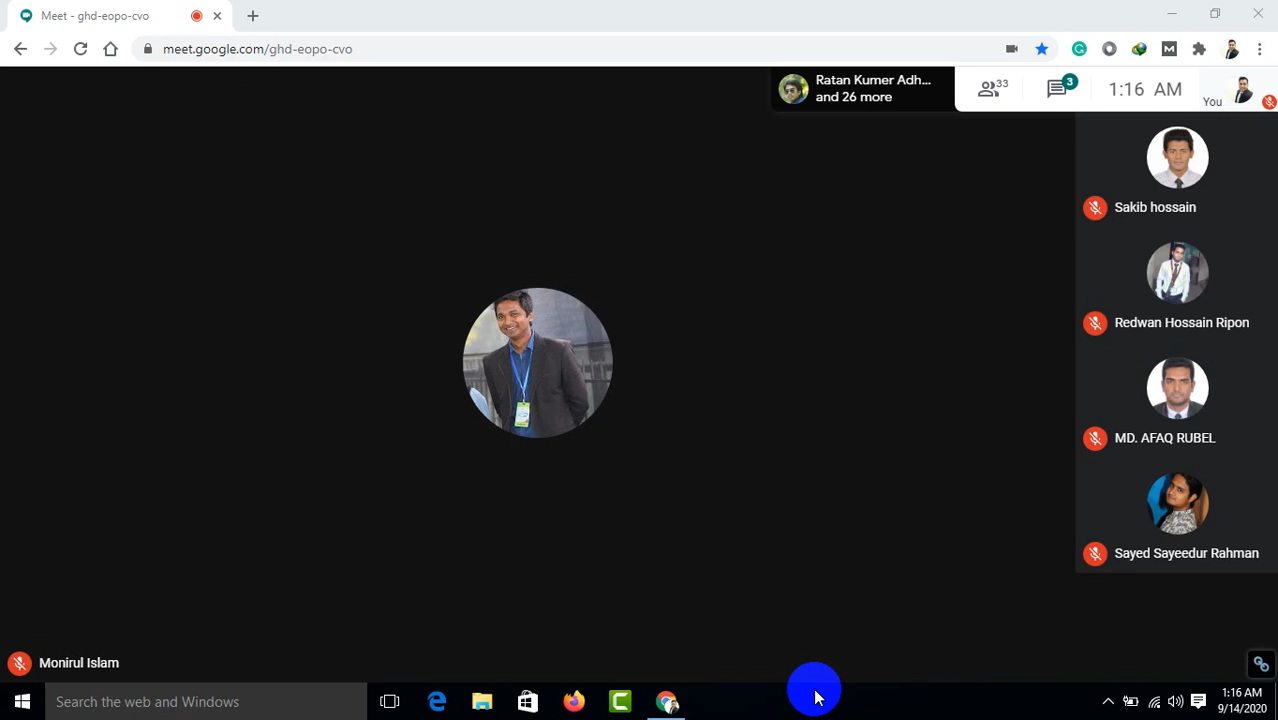 Meet - ghd-eopo-cvo
meet.google.com/ghd-eopo-cvo
Ratan Kumer Adh...
and 26 more
33
3
1:16 AM
You
Sakib hossain
Redwan Hossain Ripon
MD. AFAQ RUBEL
Sayed Sayeedur Rahman
Monirul Islam
Search the web and Windows
1:16 AM
9/14/2020